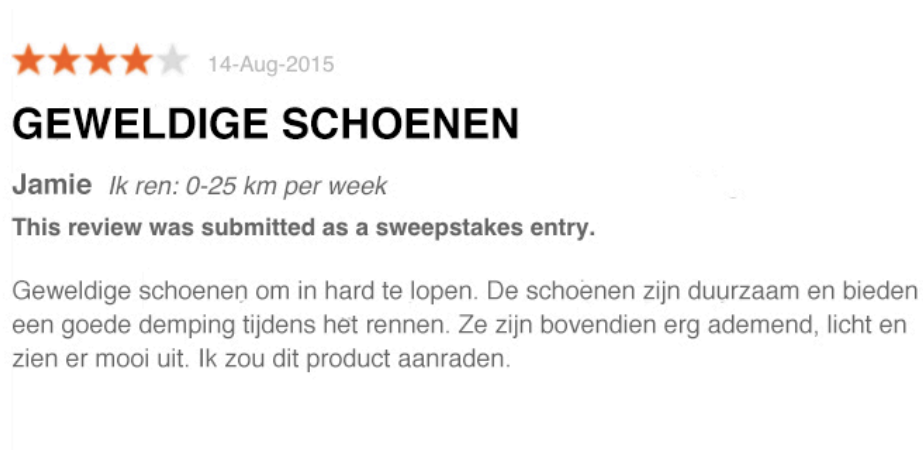 14-Aug-2015
GEWELDIGE SCHOENEN
Jamie Ik ren: 0-25 km per week
This review was submitted as a sweepstakes entry.
Geweldige schoenen om in hard te lopen. De schoenen zijn duurzaam en bieden
een goede demping tijdens het rennen. Ze zijn bovendien erg ademend, licht en
zien er mooi uit. Ik zou dit product aanraden.